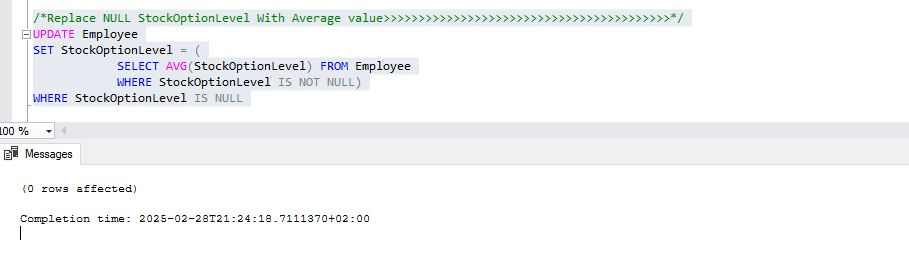 /*Replace NULL StockOptionLevel With Average value>>>>>>>>>>>>>>>>>>>>>>>>>>>>>>>>>>>>>>>>>*/
UPDATE Employee
SET StockOptionLevel = (
SELECT AVG(StockOptionLevel) FROM Employee
WHERE StockOptionLevel IS NOT NULL)
WHERE StockOptionLevel IS NULL
100 %
Messages
(0 rows affected)
Completion time: 2025-02-28T21:24:18.7111370+02:00